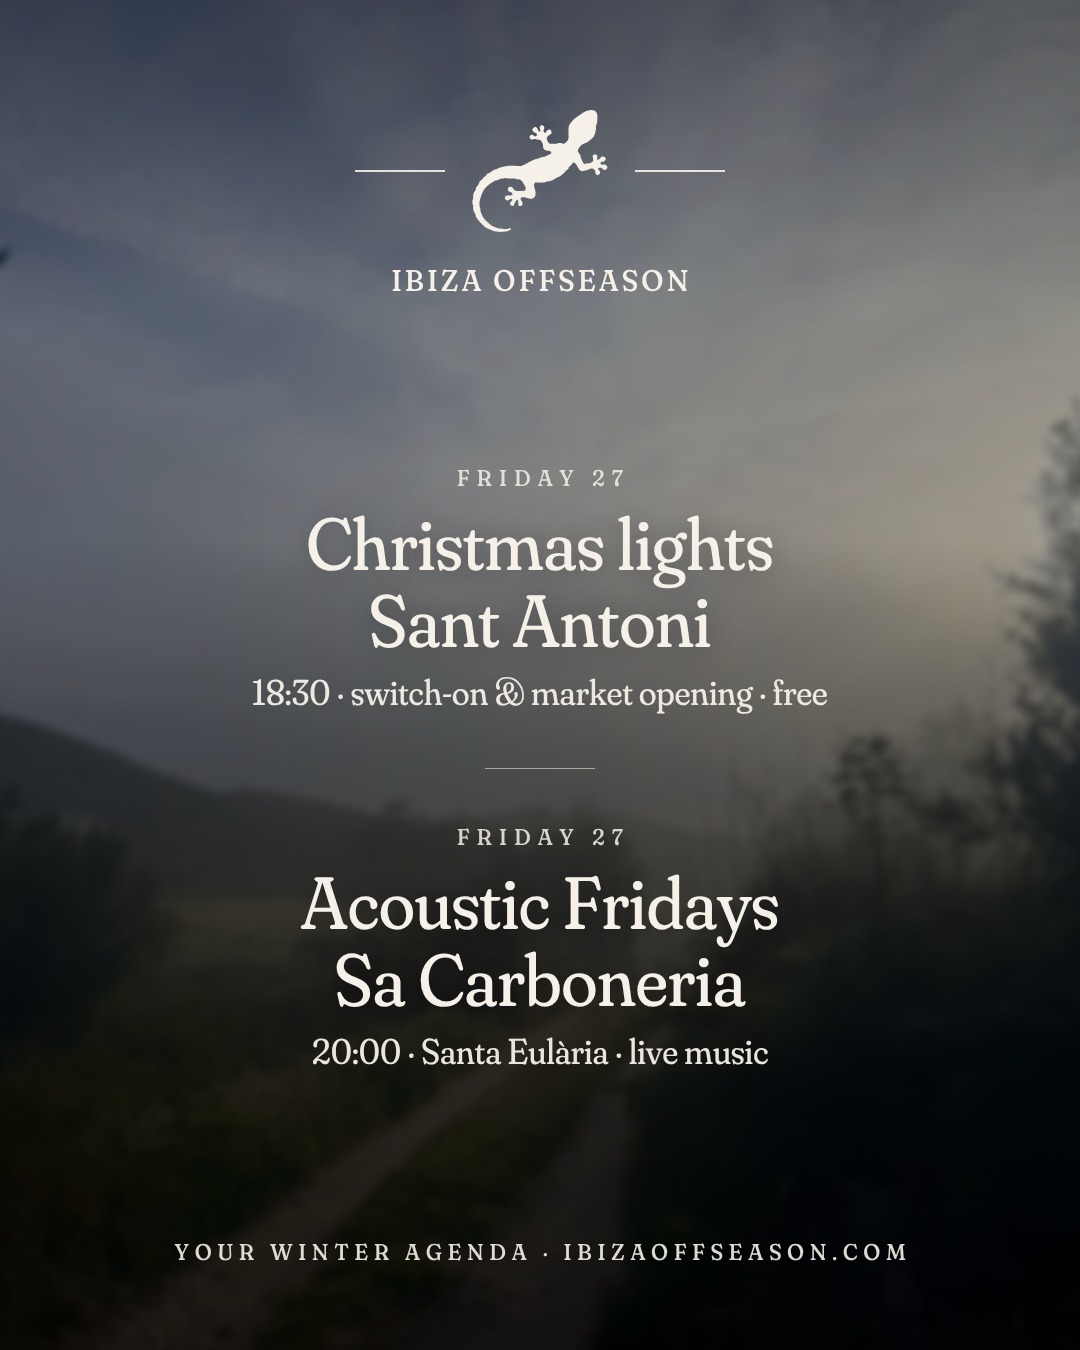 IBIZA OFFSEASON
FRIDAY 27
Christmas lights
Sant Antoni
18:30 · switch-on & market opening · free
FRIDAY 27
Acoustic Fridays
Sa Carboneria
20:00 · Santa Eulària · live music
YOUR WINTER AGENDA · IBIZAOFFSEASON.COM